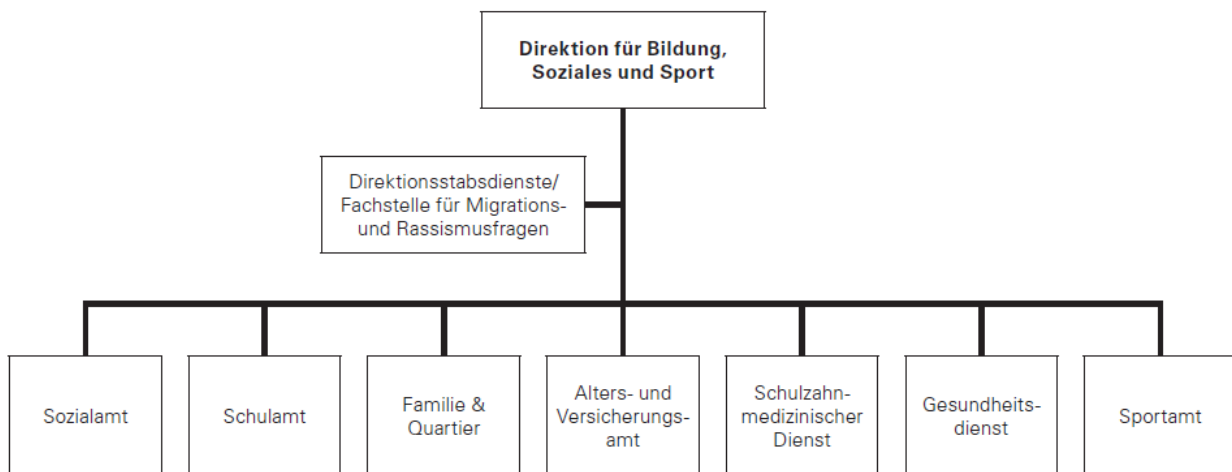 Direktion für Bildung,
Soziales und Sport
Direktionsstabsdienste/
Fachstelle für Migrations-
und Rassismusfragen
Sozialamt
Schulamt
Familie &
Quartier
Alters- und
Versicherungs-
amt
Schulzahn-
medizinischer
Dienst
Gesundheits-
dienst
Sportamt